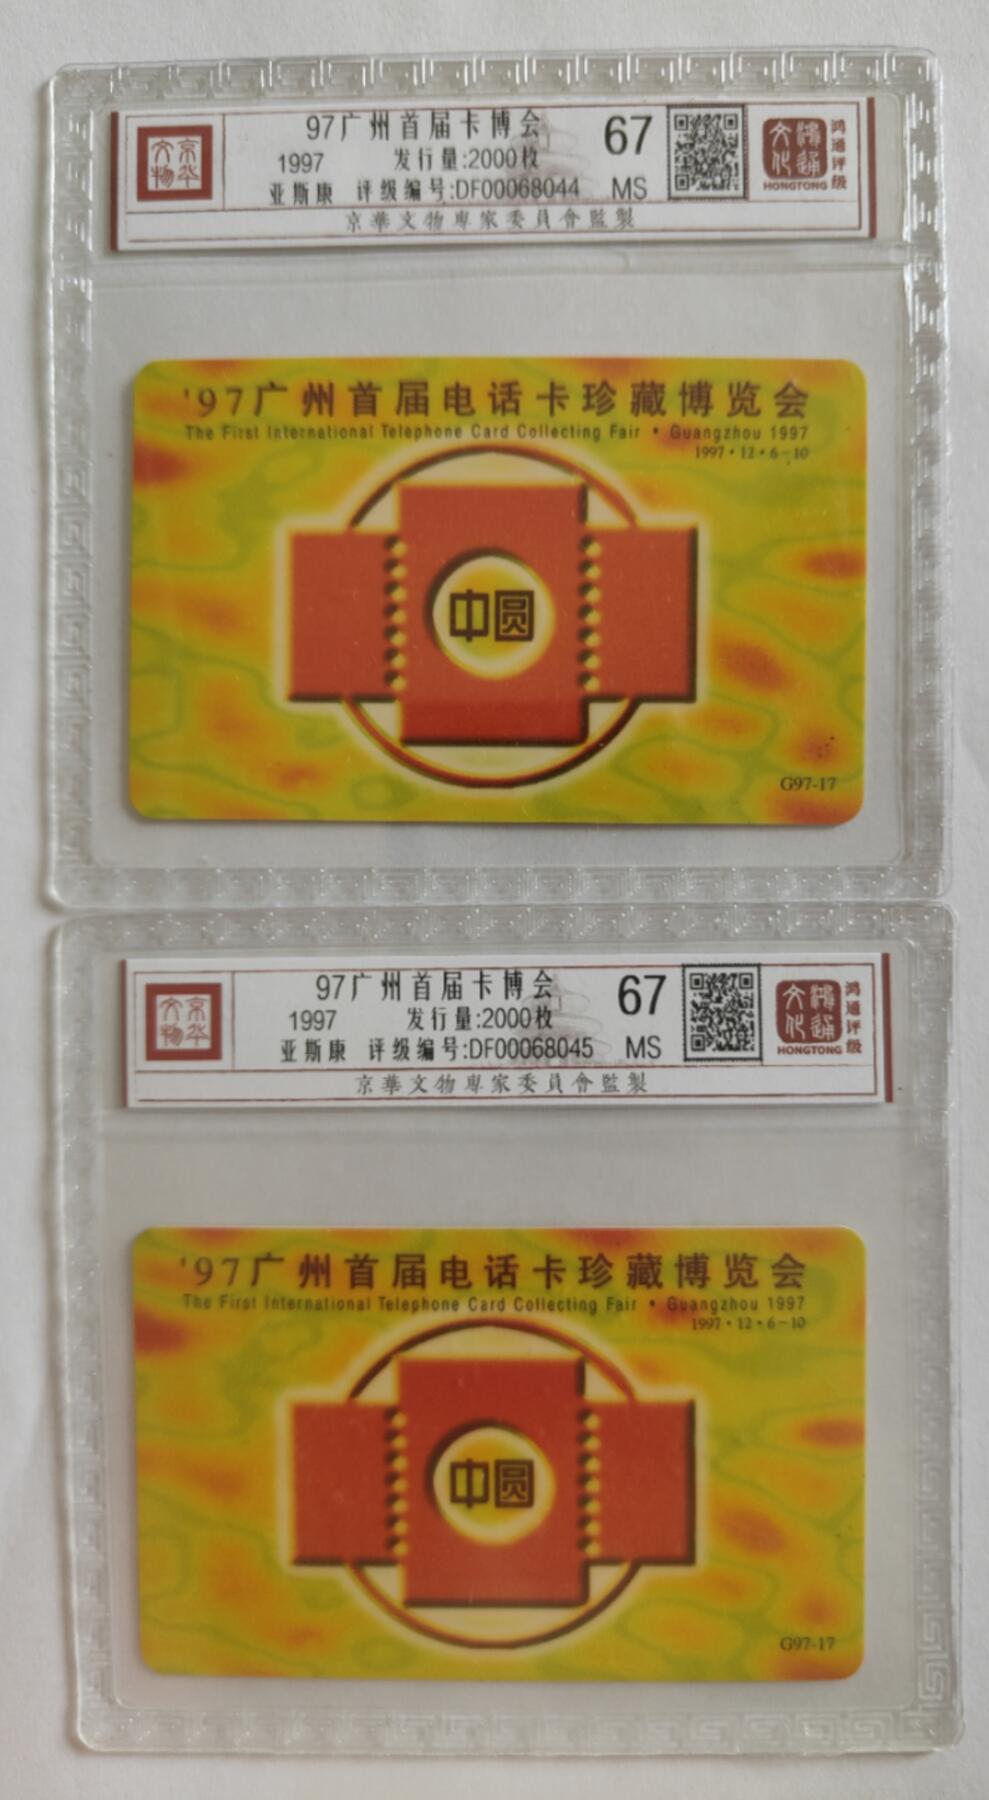 京华
文物
97广州首届卡博会
1997 发行量:2000枚
亚斯康 评级编号:DF00068044
67
MS
鸿通
文化
HONGTONG
鸿通评级
京華文物專家委員會監製
'97广州首届电话卡珍藏博览会
The First International Telephone Card Collecting Fair • Guangzhou 1997
1997·12·6-10
中圆
G97-17
京华
文物
97广州首届卡博会
1997 发行量:2000枚
亚斯康 评级编号:DF00068045
67
MS
鸿通
文化
HONGTONG
鸿通评级
京華文物專家委員會監製
'97广州首届电话卡珍藏博览会
The First International Telephone Card Collecting Fair • Guangzhou 1997
1997·12·6-10
中圆
G97-17